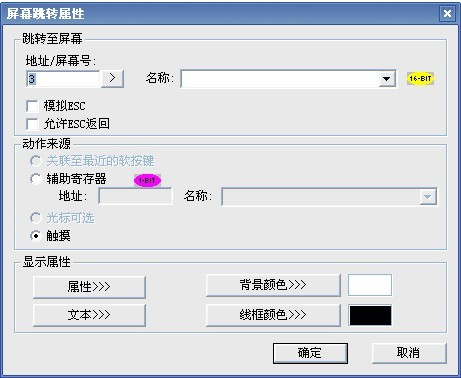 屏幕跳转属性
跳转至屏幕
地址/屏幕号:
3 > 名称: 16-BIT
模拟ESC
允许ESC返回
动作来源
关联至最近的软按键
辅助寄存器 1-BIT
地址: 名称:
光标可选
触摸
显示属性
属性>>> 背景颜色>>>
文本>>> 线框颜色>>>
确定 取消